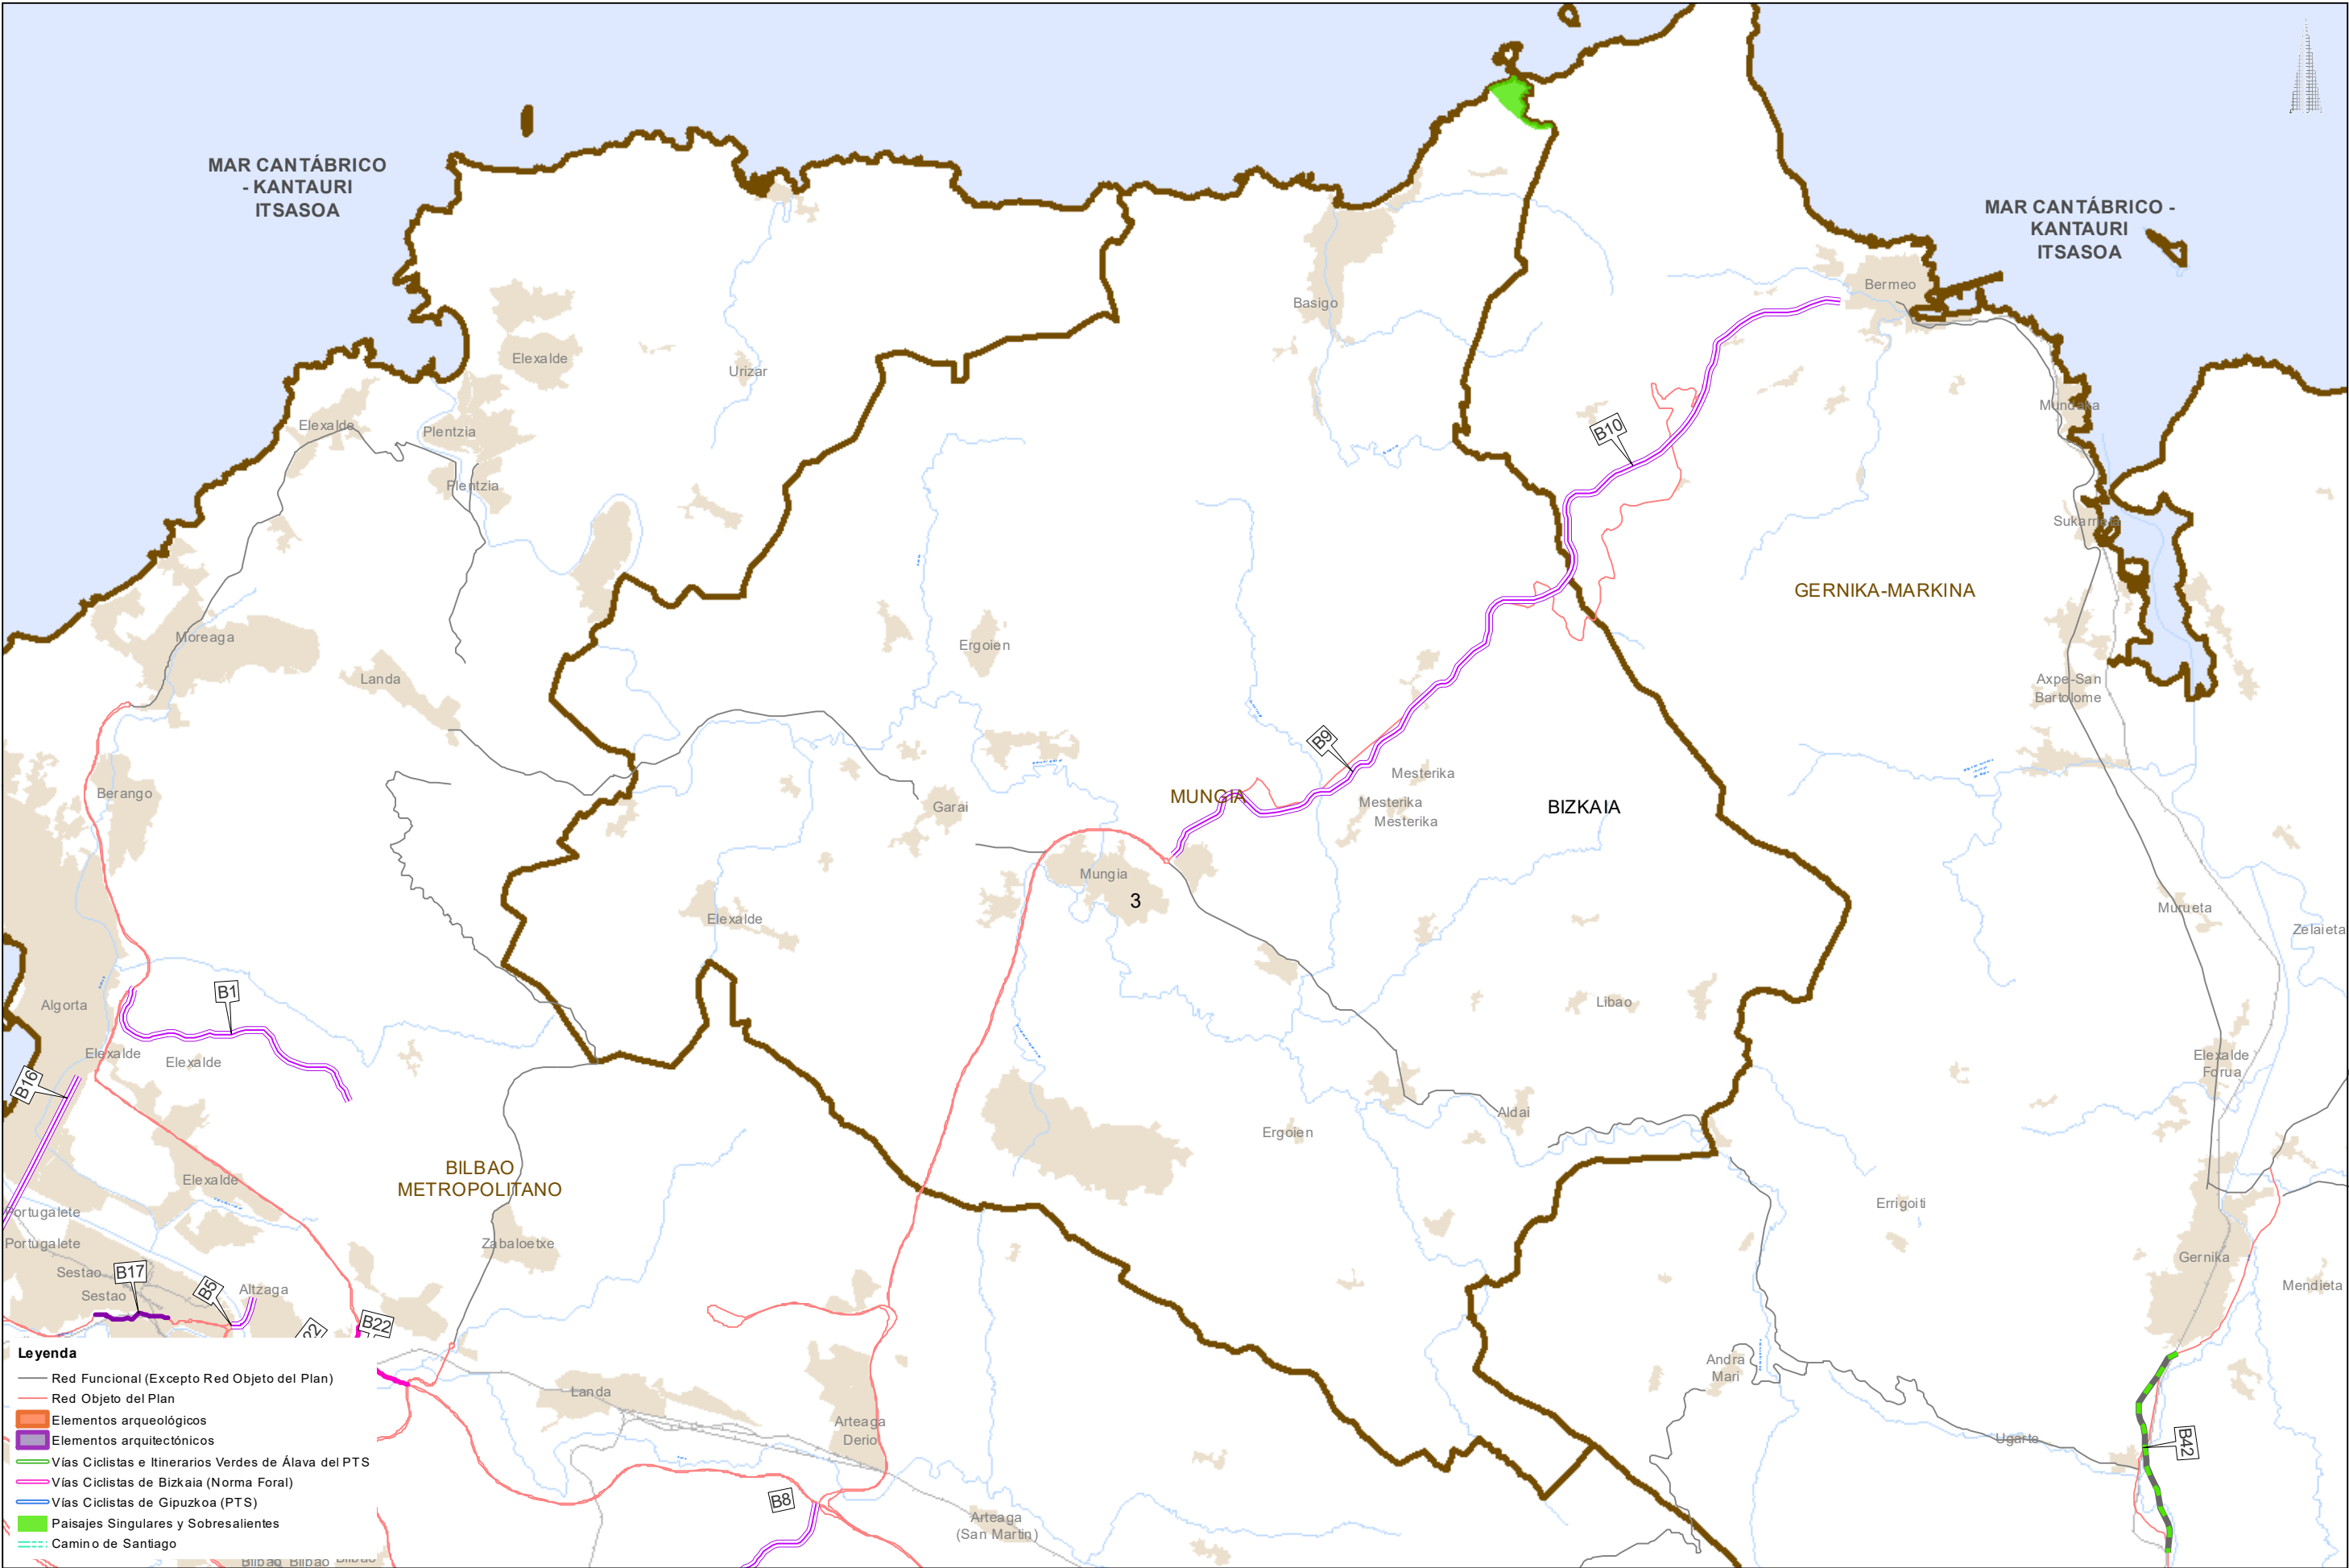 MAR CANTÁBRICO
- KANTAURI
ITSASOA
MAR CANTÁBRICO -
KANTAURI
ITSASOA
Bermeo
Basigo
Elexalde
Urizar
Mundaka
Elexalde
Plentzia
B10
Plentzia
Sukarrieta
GERNIKA-MARKINA
Moreaga
Ergoien
Landa
Axpe-San
Bartolome
B9
Mesterika
Berango
MUNGIA
Mesterika
BIZKAIA
Garai
Mesterika
Mungia
3
Murueta
Elexalde
Zelaieta
B1
Algorta
Libao
Elexalde
Elexalde
Elexalde
Forua
B16
Aldai
Ergoien
BILBAO
METROPOLITANO
Elexalde
Errigoiti
Portugalete
Portugalete
Zabaloetxe
Gernika
Sestao
B17
B5
Altzaga
Mendieta
Sestao
22
B22
Andra
Mari
Landa
Arteaga
Derio
Ugarte
B42
B8
Arteaga
(San Martin)
Bilbao Bilbao Bilbao
Leyenda
Red Funcional (Excepto Red Objeto del Plan)
Red Objeto del Plan
Elementos arqueológicos
Elementos arquitectónicos
Vías Ciclistas e Itinerarios Verdes de Álava del PTS
Vías Ciclistas de Bizkaia (Norma Foral)
Vías Ciclistas de Gipuzkoa (PTS)
Paisajes Singulares y Sobresalientes
Camino de Santiago